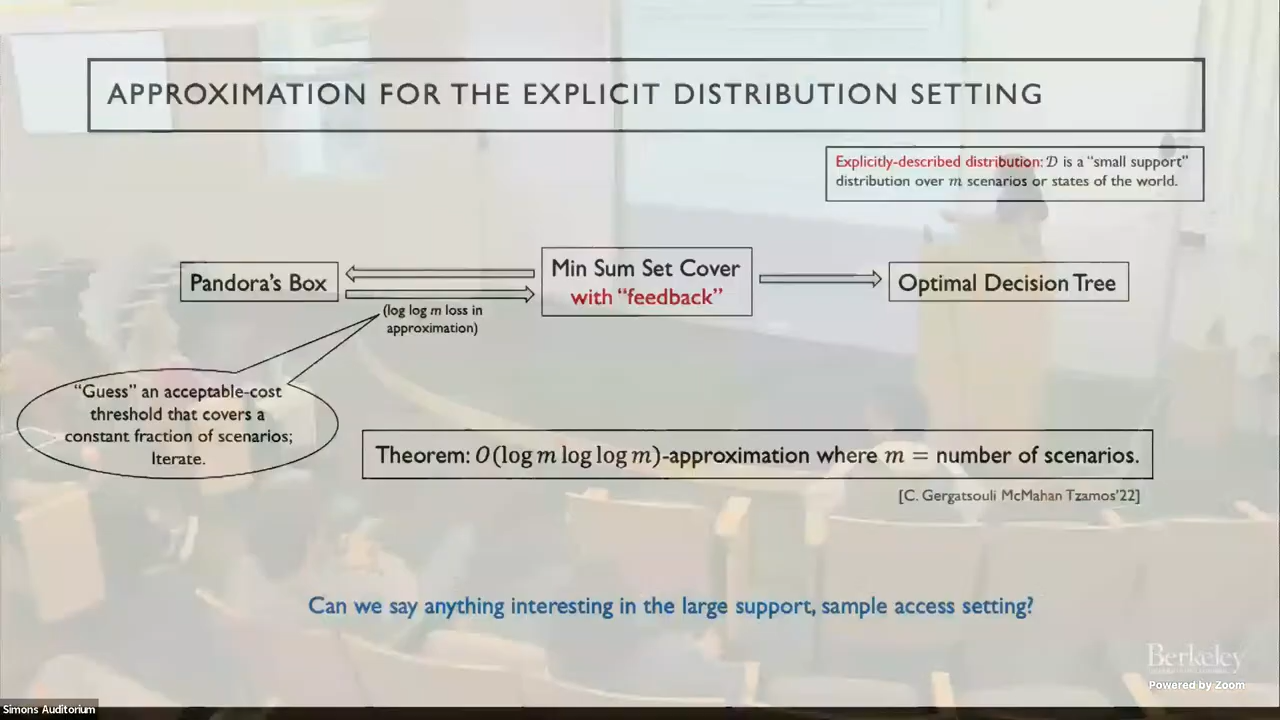 APPROXIMATION FOR THE EXPLICIT DISTRIBUTION SETTING
Explicitly-described distribution: 𝒟 is a "small support"
distribution over m scenarios or states of the world.
Pandora's Box
Min Sum Set Cover
with "feedback"
Optimal Decision Tree
(log log m loss in
approximation)
"Guess" an acceptable-cost
threshold that covers a
constant fraction of scenarios;
Iterate.
Theorem: O(log m log log m)-approximation where m = number of scenarios.
[C. Gergatsouli McMahan Tzamos'22]
Can we say anything interesting in the large support, sample access setting?
Berkeley
Powered by Zoom
Simons Auditorium